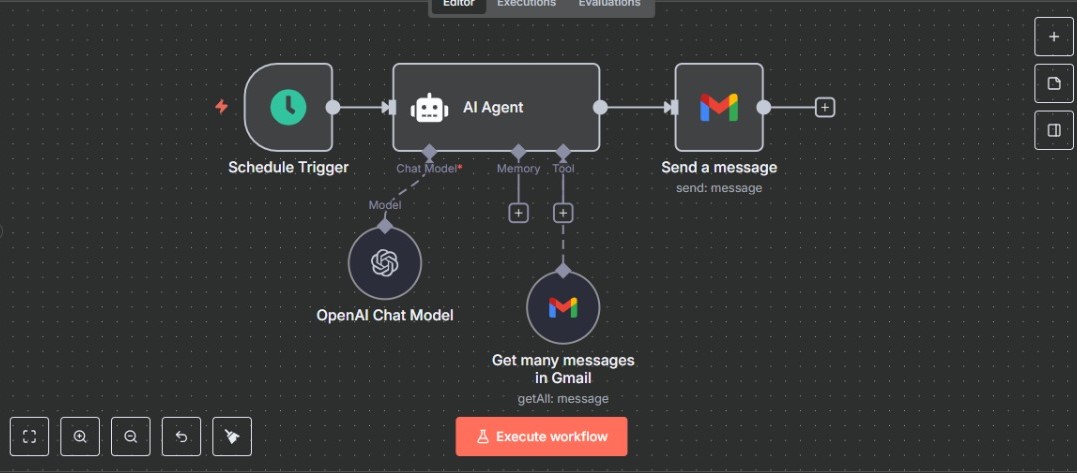 Editor Executions Evaluations
AI Agent
Schedule Trigger
Chat Model*
Memory
Tool
Send a message
send: message
Model
OpenAI Chat Model
Get many messages
in Gmail
getAll: message
Execute workflow